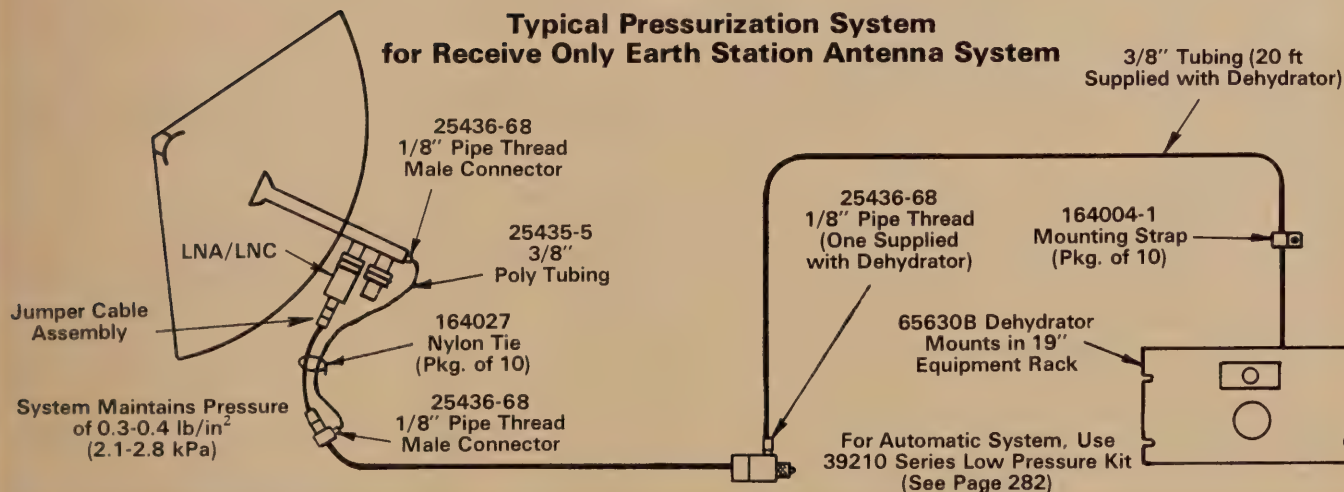 Typical Pressurization System
for Receive Only Earth Station Antenna System
3/8" Tubing (20 ft
Supplied with Dehydrator)
25436-68
1/8" Pipe Thread
Male Connector
LNA/LNC
25435-5
3/8"
Poly Tubing
Jumper Cable
Assembly
164027
Nylon Tie
(Pkg. of 10)
System Maintains Pressure
of 0.3-0.4 lb/in²
(2.1-2.8 kPa)
25436-68
1/8" Pipe Thread
Male Connector
25436-68
1/8" Pipe Thread
(One Supplied
with Dehydrator)
164004-1
Mounting Strap
(Pkg. of 10)
65630B Dehydrator
Mounts in 19"
Equipment Rack
For Automatic System, Use
39210 Series Low Pressure Kit
(See Page 282)